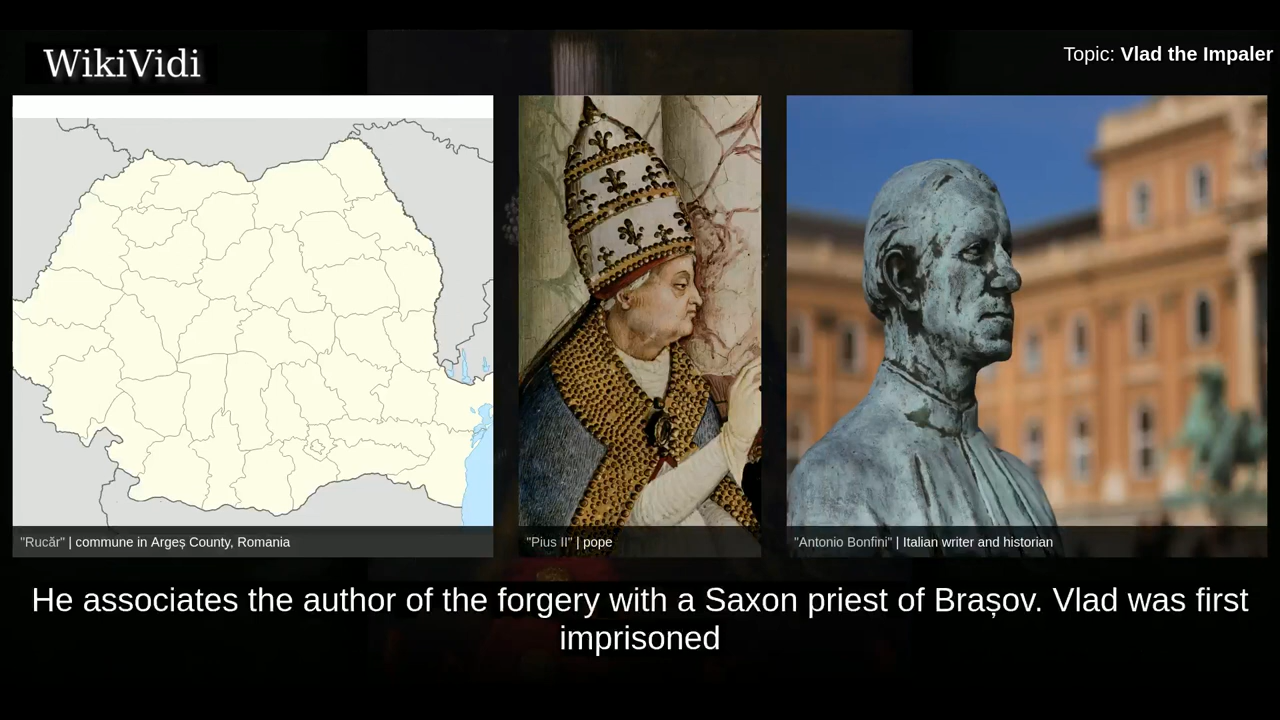 WikiVidi
Topic: Vlad the Impaler
"Rucăr" | commune in Argeș County, Romania
"Pius II" | pope
"Antonio Bonfini" | Italian writer and historian
He associates the author of the forgery with a Saxon priest of Brașov. Vlad was first
imprisoned